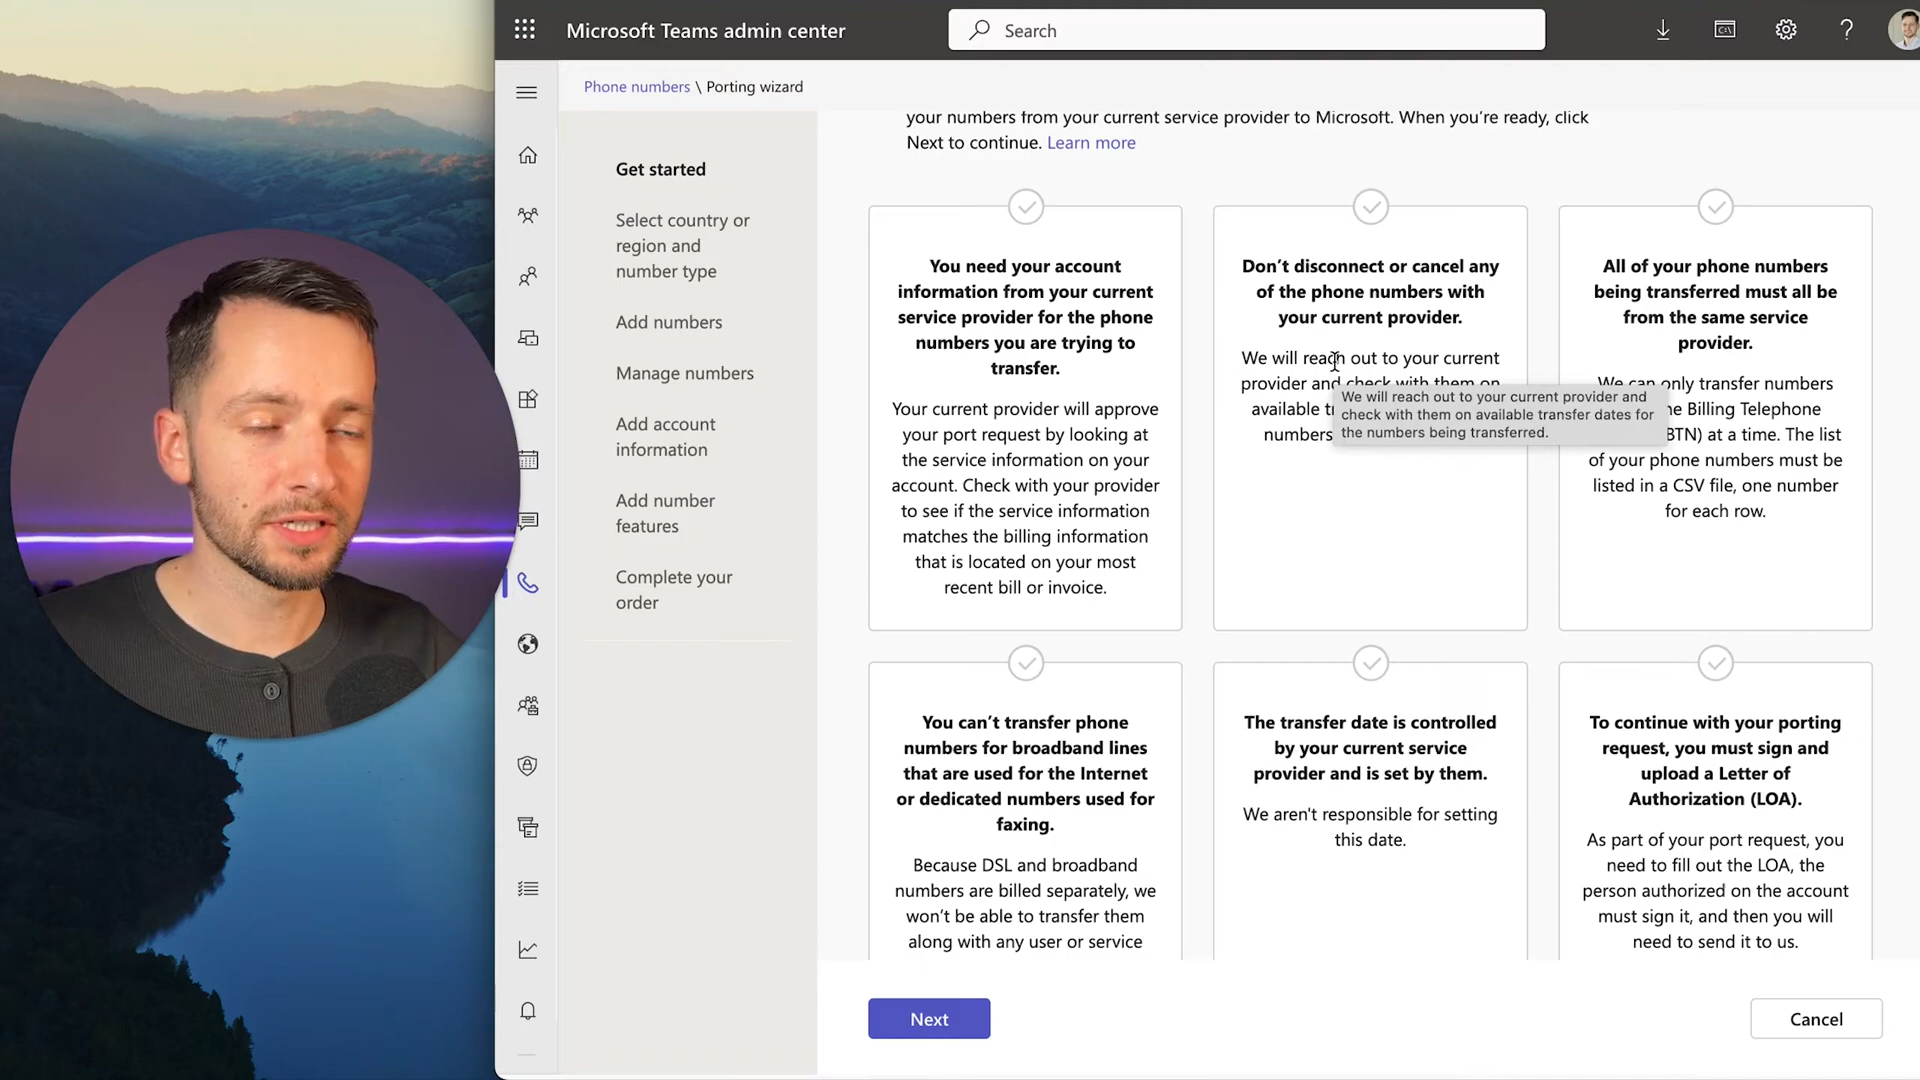 Microsoft Teams admin center
Search
Phone numbers \ Porting wizard
your numbers from your current service provider to Microsoft. When you're ready, click
Next to continue. Learn more
Get started
Select country or
region and
number type
Add numbers
Manage numbers
Add account
information
Add number
features
Complete your
order
You need your account
information from your current
service provider for the phone
numbers you are trying to
transfer.
Your current provider will approve
your port request by looking at
the service information on your
account. Check with your provider
to see if the service information
matches the billing information
that is located on your most
recent bill or invoice.
Don't disconnect or cancel any
of the phone numbers with
your current provider.
We will reach out to your current
provider and check with them on
available
numbers
We will reach out to your current provider and
check with them on available transfer dates for
the numbers being transferred.
All of your phone numbers
being transferred must all be
from the same service
provider.
We can only transfer numbers
Billing Telephone
BTN) at a time. The list
of your phone numbers must be
listed in a CSV file, one number
for each row.
You can't transfer phone
numbers for broadband lines
that are used for the Internet
or dedicated numbers used for
faxing.
Because DSL and broadband
numbers are billed separately, we
won't be able to transfer them
along with any user or service
The transfer date is controlled
by your current service
provider and is set by them.
We aren't responsible for setting
this date.
To continue with your porting
request, you must sign and
upload a Letter of
Authorization (LOA).
As part of your port request, you
need to fill out the LOA, the
person authorized on the account
must sign it, and then you will
need to send it to us.
Next
Cancel